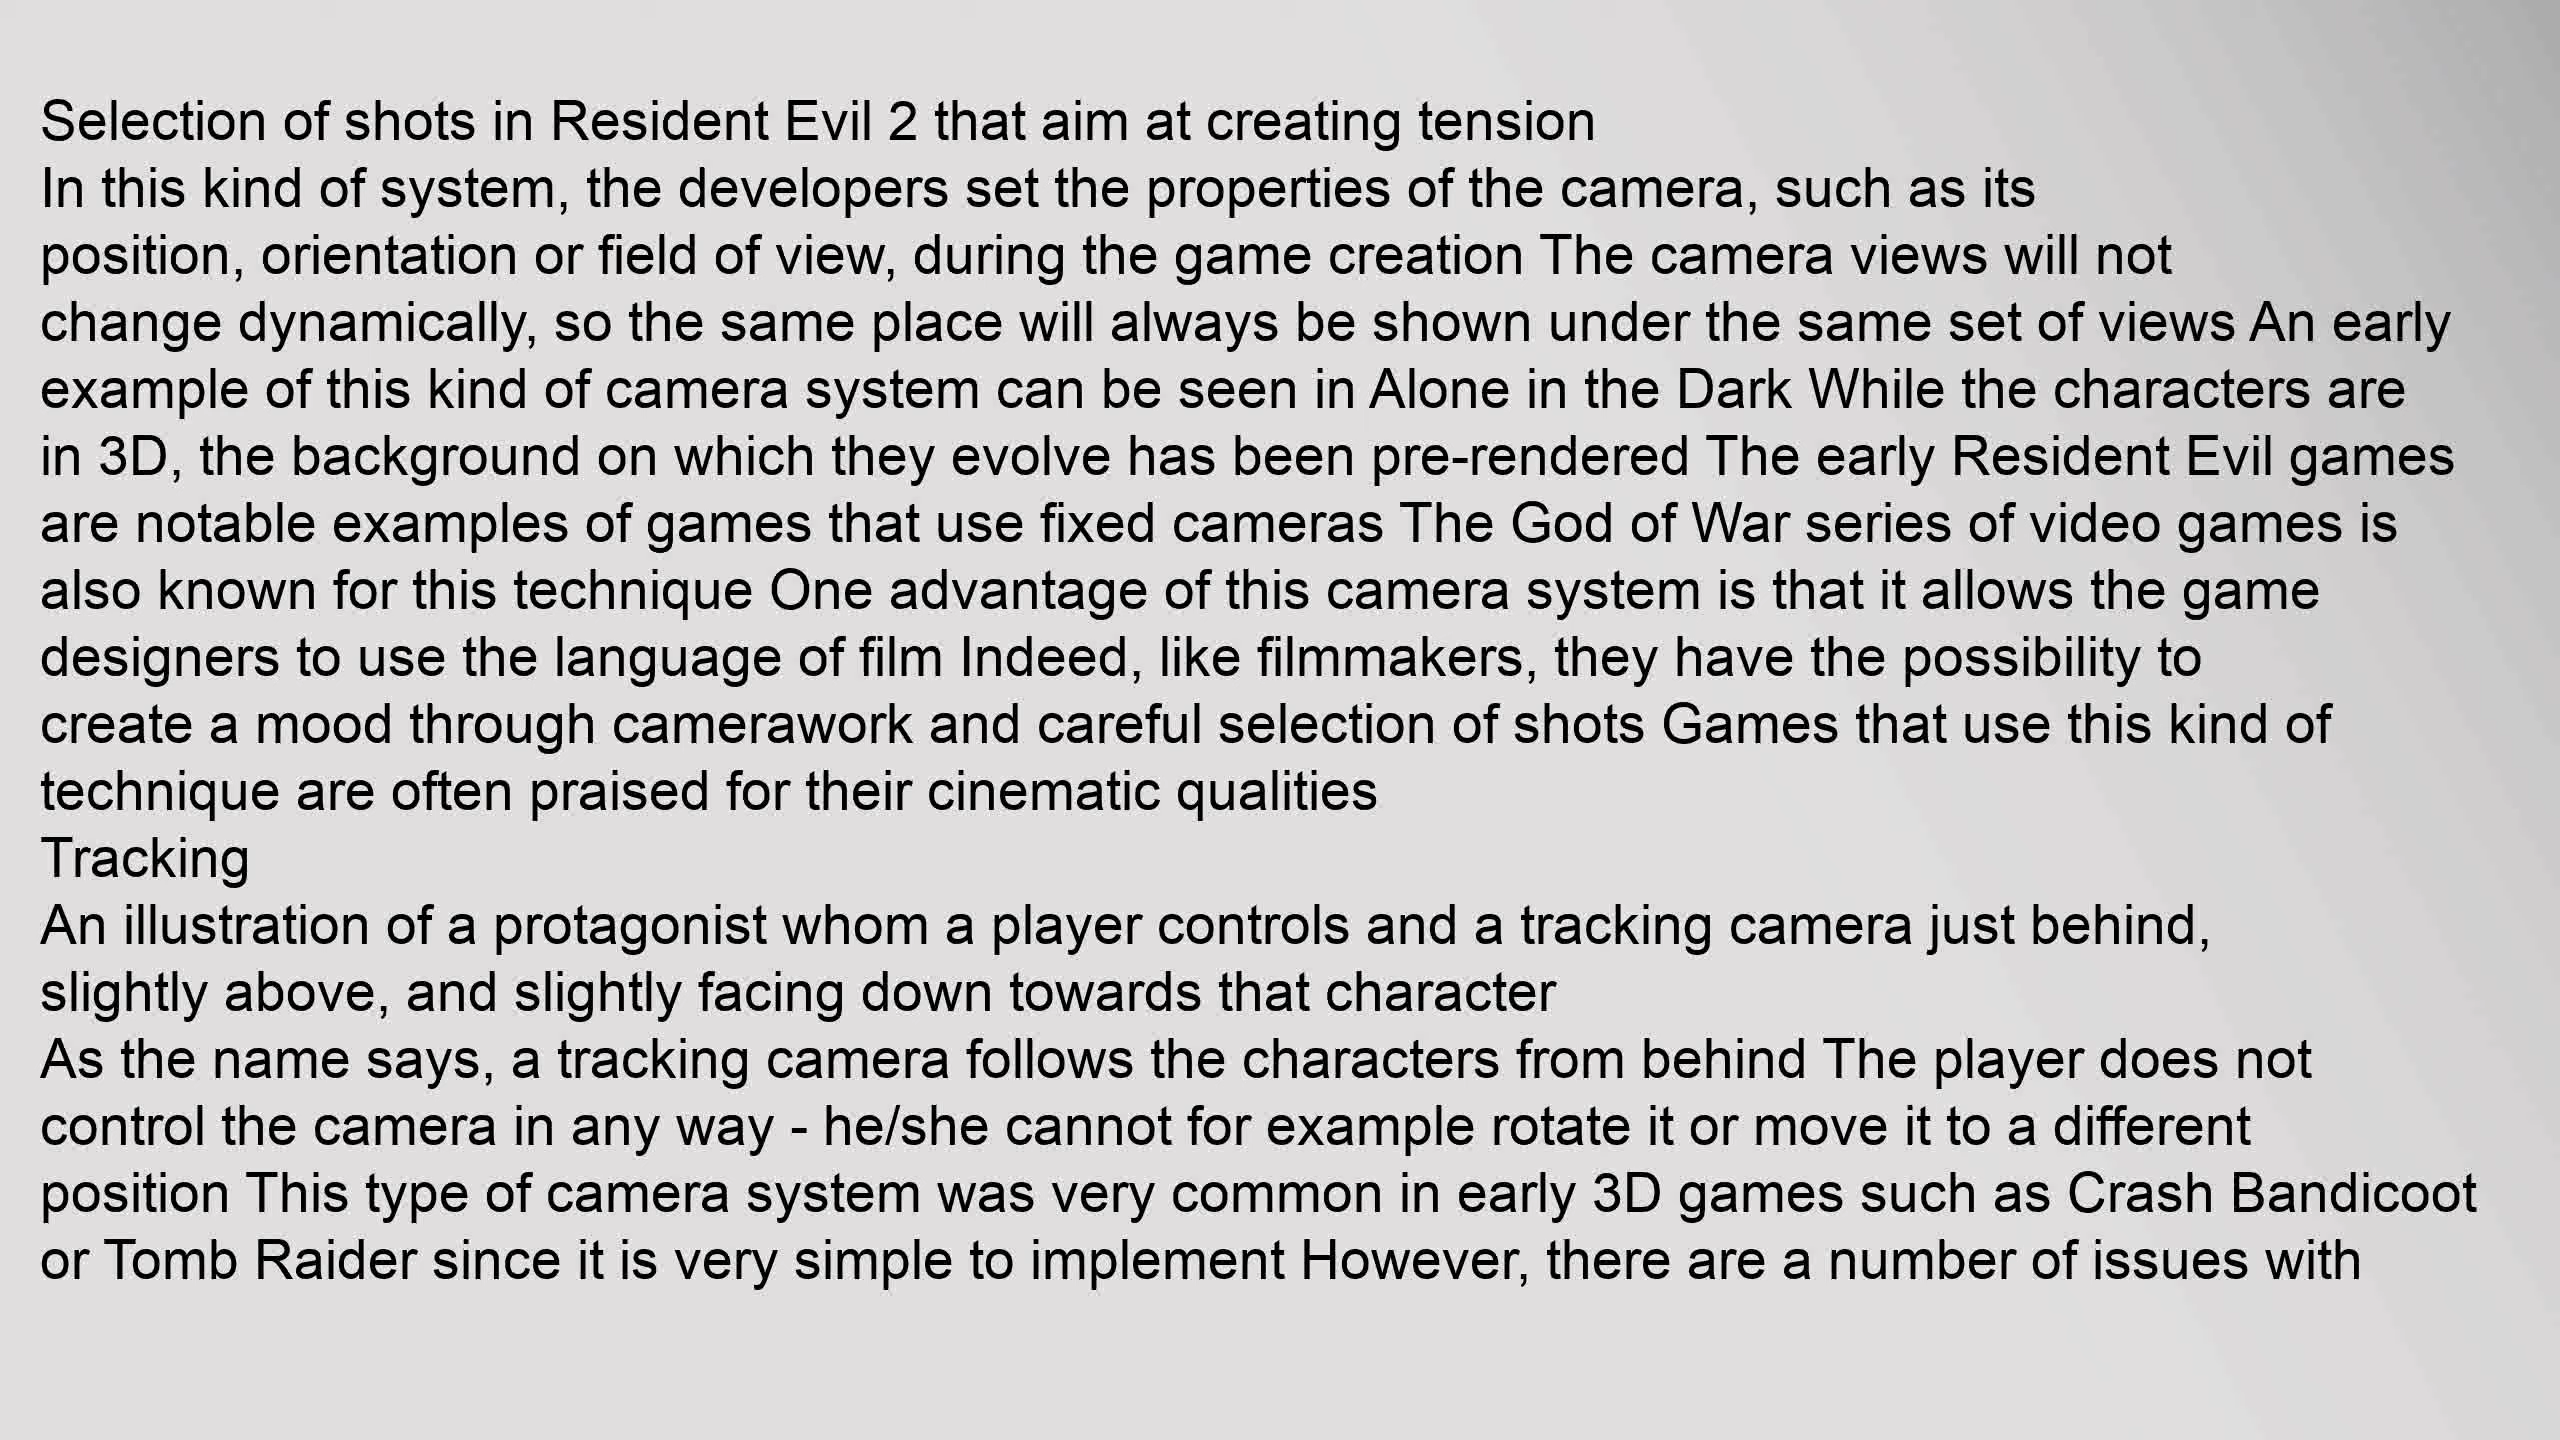 Selection of shots in Resident Evil 2 that aim at creating tension
In this kind of system, the developers set the properties of the camera, such as its
position, orientation or field of view, during the game creation The camera views will not
change dynamically, so the same place will always be shown under the same set of views An early
example of this kind of camera system can be seen in Alone in the Dark While the characters are
in 3D, the background on which they evolve has been pre-rendered The early Resident Evil games
are notable examples of games that use fixed cameras The God of War series of video games is
also known for this technique One advantage of this camera system is that it allows the game
designers to use the language of film Indeed, like filmmakers, they have the possibility to
create a mood through camerawork and careful selection of shots Games that use this kind of
technique are often praised for their cinematic qualities
Tracking
An illustration of a protagonist whom a player controls and a tracking camera just behind,
slightly above, and slightly facing down towards that character
As the name says, a tracking camera follows the characters from behind The player does not
control the camera in any way - he/she cannot for example rotate it or move it to a different
position This type of camera system was very common in early 3D games such as Crash Bandicoot
or Tomb Raider since it is very simple to implement However, there are a number of issues with